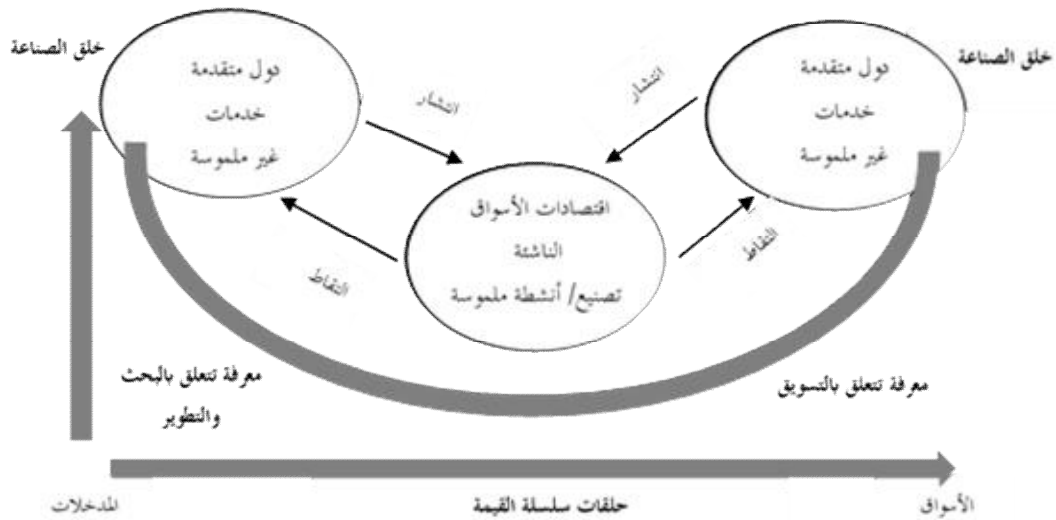 خلق الصناعة
دول متقدمة
خدمات
غير ملموسة
انتشار
التقاط
خلق الصناعة
دول متقدمة
خدمات
غير ملموسة
انتشار
التقاط
اقتصادات الأسواق
الناشئة
تصنيع/ أنشطة ملموسة
معرفة تتعلق بالتسويق
معرفة تتعلق بالبحث
والتطوير
الأسواق
حلقات سلسلة القيمة
المدخلات